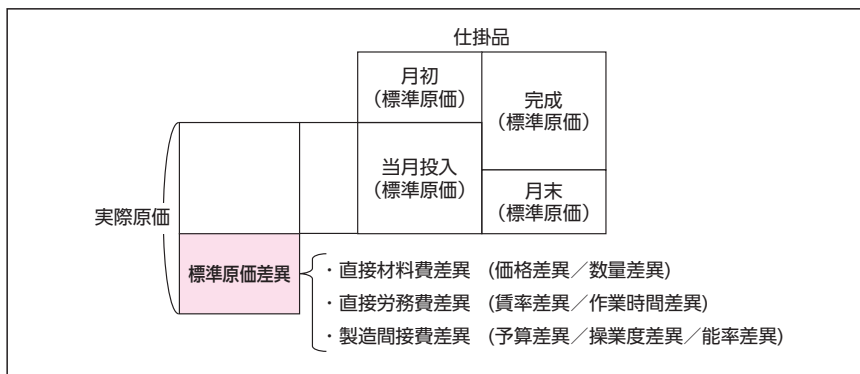 仕掛品
月初
(標準原価)
完成
(標準原価)
当月投入
(標準原価)
月末
(標準原価)
実際原価
標準原価差異
・直接材料費差異 (価格差異/数量差異)
・直接労務費差異 (賃率差異/作業時間差異)
・製造間接費差異 (予算差異/操業度差異/能率差異)